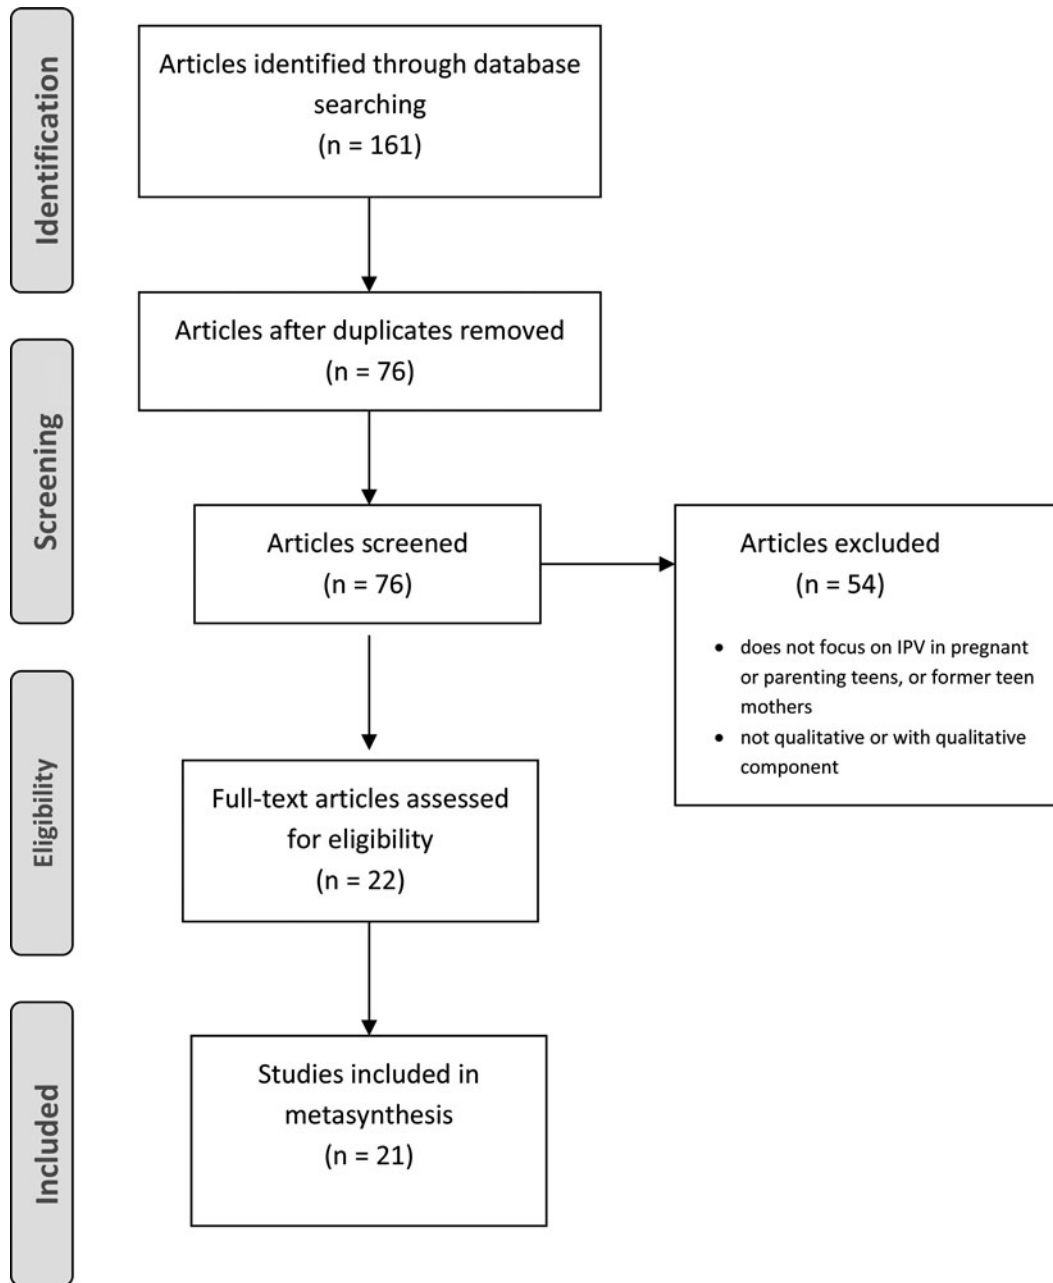 Identification
Articles identified through database
searching
(n = 161)
Articles after duplicates removed
(n = 76)
Screening
Articles screened
(n = 76)
Articles excluded
(n = 54)
• does not focus on IPV in pregnant
or parenting teens, or former teen
mothers
• not qualitative or with qualitative
component
Eligibility
Full-text articles assessed
for eligibility
(n = 22)
Included
Studies included in
metasynthesis
(n = 21)